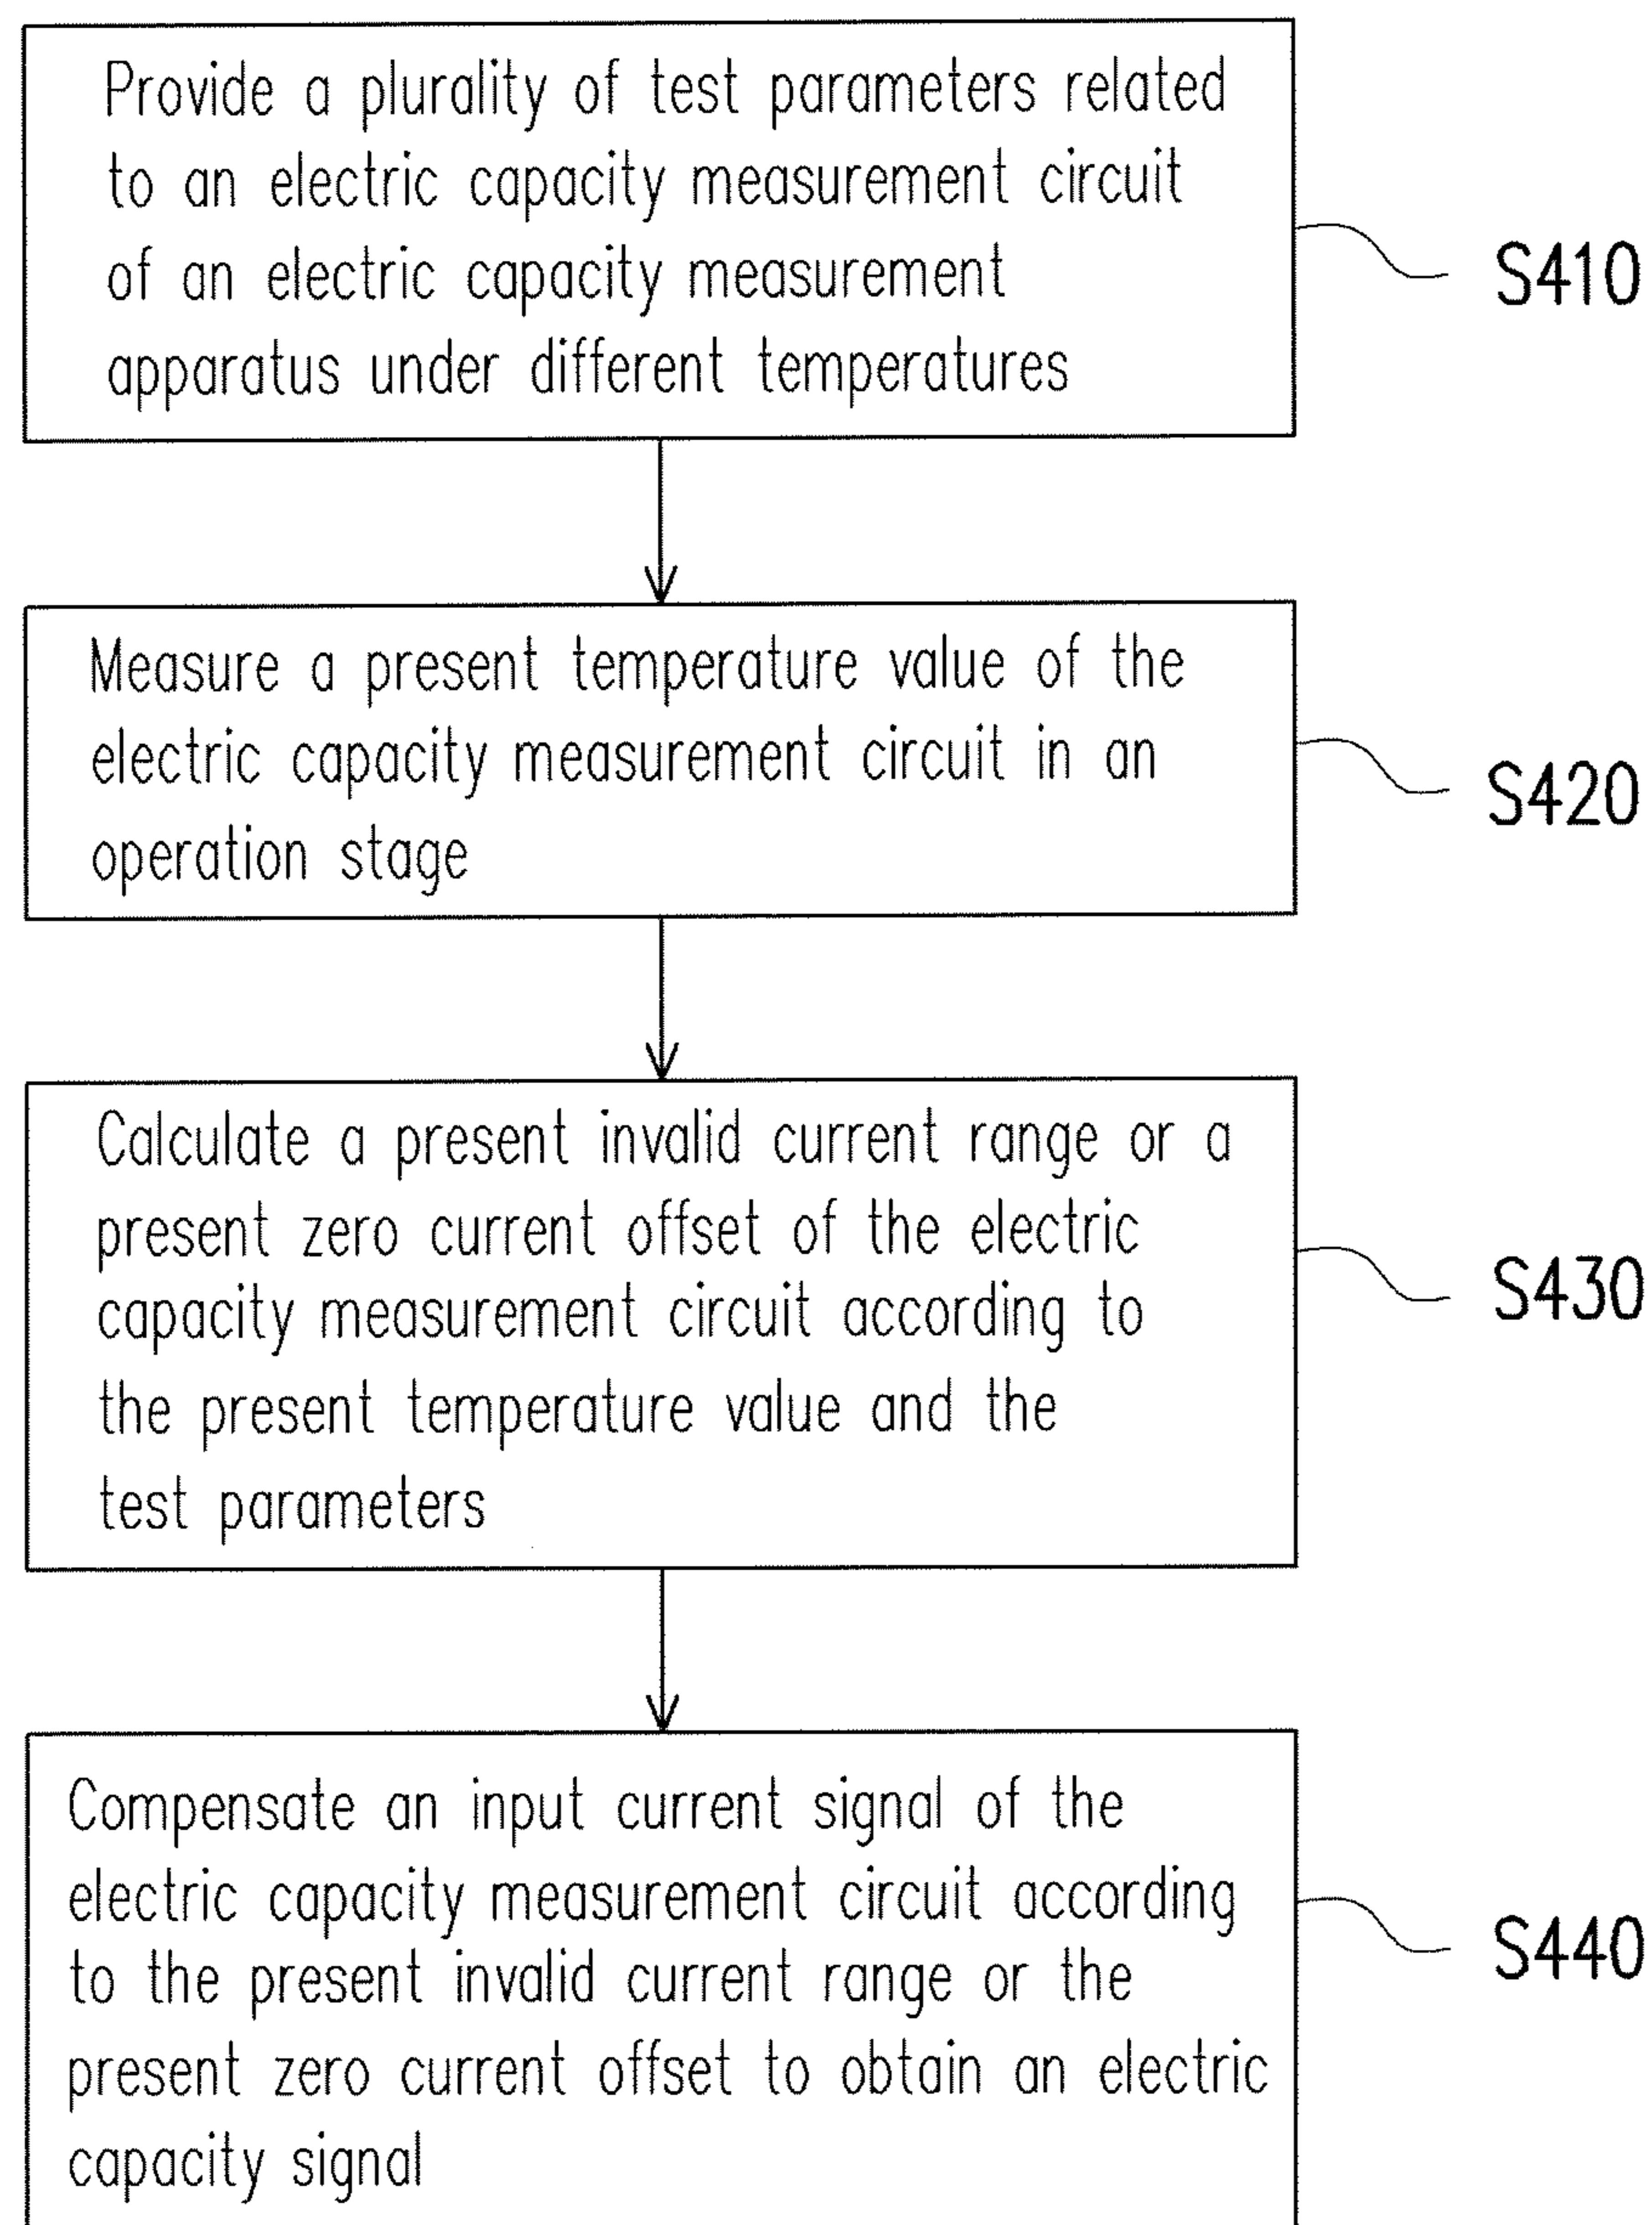 Provide a plurality of test parameters related
to an electric capacity measurement circuit
of an electric capacity measurement
apparatus under different temperatures
S410
Measure a present temperature value of the
electric capacity measurement circuit in an
operation stage
S420
Calculate a present invalid current range or a
present zero current offset of the electric
capacity measurement circuit according to
the present temperature value and the
test parameters
S430
Compensate an input current signal of the
electric capacity measurement circuit according
to the present invalid current range or the
present zero current offset to obtain an electric
capacity signal
S440